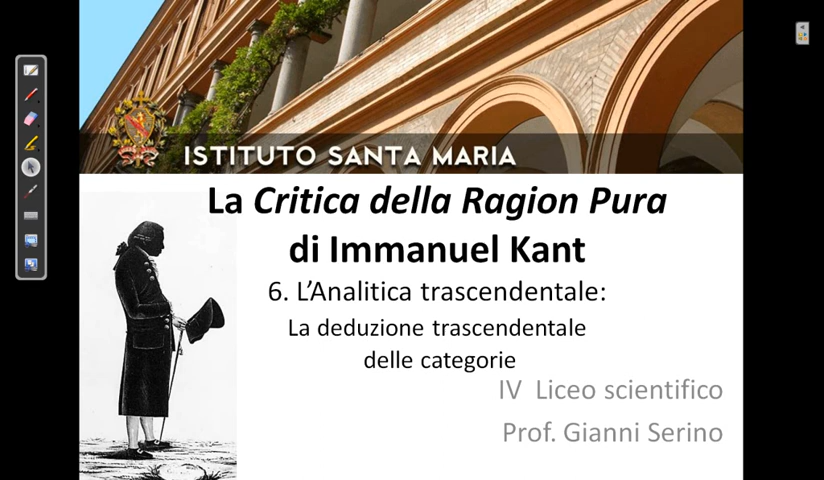 ISTITUTO SANTA MARIA
La Critica della Ragion Pura
di Immanuel Kant
6. L'Analitica trascendentale:
La deduzione trascendentale
delle categorie
IV Liceo scientifico
Prof. Gianni Serino